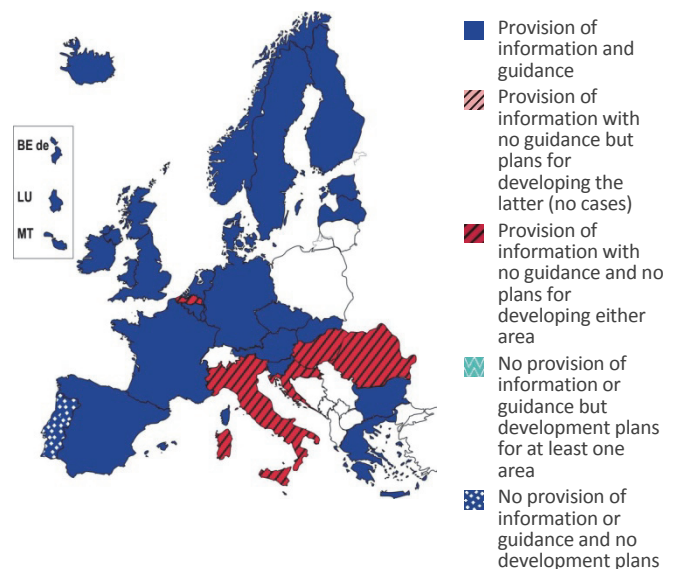 BE de
LU
MT
Provision of
information and
guidance
Provision of
information with
no guidance but
plans for
developing the
latter (no cases)
Provision of
information with
no guidance and no
plans for
developing either
area
No provision of
information or
guidance but
development plans
for at least one
area
No provision of
information or
guidance and no
development plans